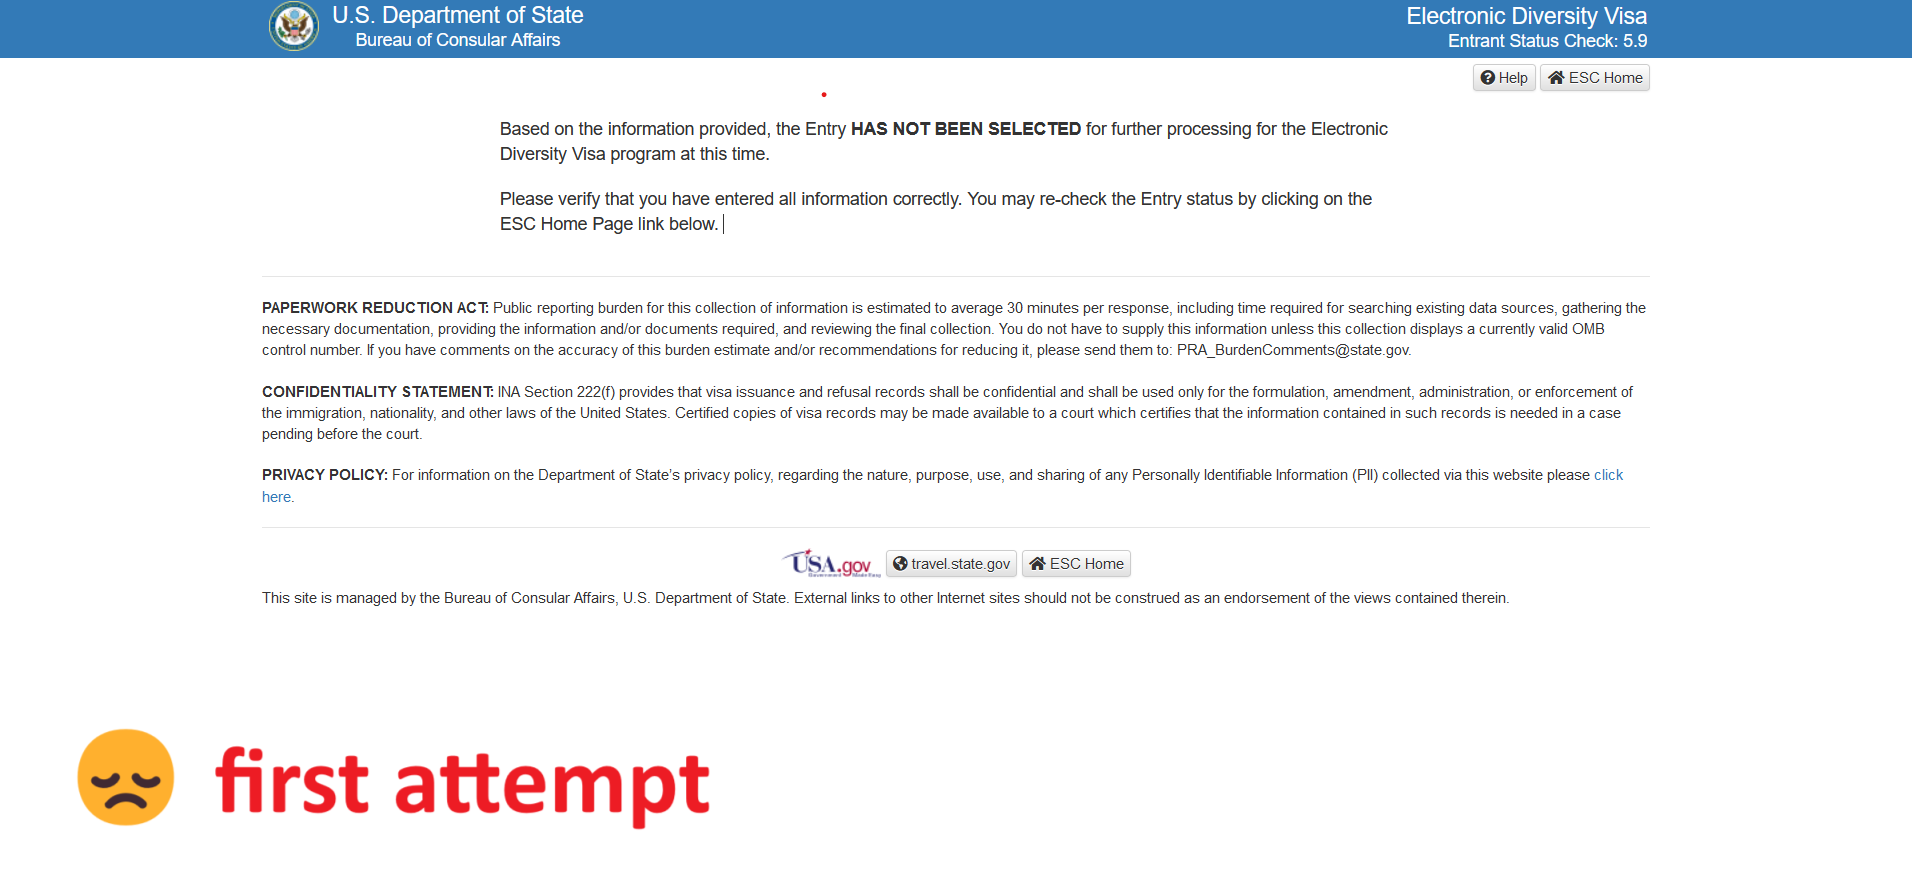 U.S. Department of State
Bureau of Consular Affairs
Electronic Diversity Visa
Entrant Status Check: 5.9
Help
ESC Home
Based on the information provided, the Entry HAS NOT BEEN SELECTED for further processing for the Electronic
Diversity Visa program at this time.
Please verify that you have entered all information correctly. You may re-check the Entry status by clicking on the
ESC Home Page link below.
PAPERWORK REDUCTION ACT: Public reporting burden for this collection of information is estimated to average 30 minutes per response, including time required for searching existing data sources, gathering the
necessary documentation, providing the information and/or documents required, and reviewing the final collection. You do not have to supply this information unless this collection displays a currently valid OMB
control number. If you have comments on the accuracy of this burden estimate and/or recommendations for reducing it, please send them to: PRA_BurdenComments@state.gov.
CONFIDENTIALITY STATEMENT: INA Section 222(f) provides that visa issuance and refusal records shall be confidential and shall be used only for the formulation, amendment, administration, or enforcement of
the immigration, nationality, and other laws of the United States. Certified copies of visa records may be made available to a court which certifies that the information contained in such records is needed in a case
pending before the court.
PRIVACY POLICY: For information on the Department of State's privacy policy, regarding the nature, purpose, use, and sharing of any Personally Identifiable Information (PII) collected via this website please click
here.
USA.gov
travel.state.gov
ESC Home
This site is managed by the Bureau of Consular Affairs, U.S. Department of State. External links to other Internet sites should not be construed as an endorsement of the views contained therein.
first attempt